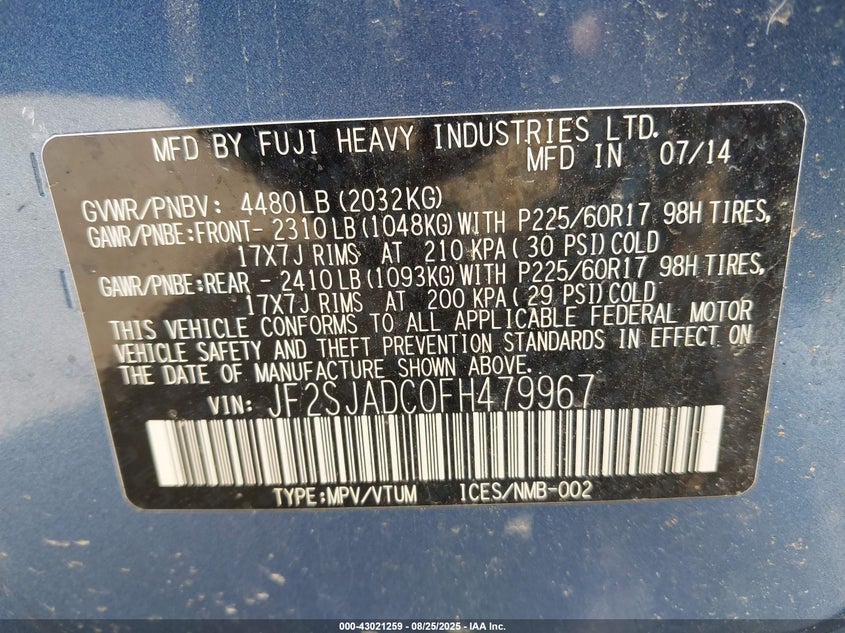 MFD BY FUJI HEAVY INDUSTRIES LTD.
MFD IN 07/14
GVWR/PNBV: 4480LB (2032KG)
GAWR/PNBE:FRONT- 2310LB (1048KG) WITH P225/60R17 98H TIRES,
17X7J RIMS AT 210 KPA ( 30 PSI) COLD
GAWR/PNBE:REAR - 2410LB (1093KG) WITH P225/60R17 98H TIRES,
17X7J RIMS AT 200 KPA ( 29 PSI) COLD
THIS VEHICLE CONFORMS TO ALL APPLICABLE FEDERAL MOTOR
VEHICLE SAFETY AND THEFT PREVENTION STANDARDS IN EFFECT ON
THE DATE OF MANUFACTURE SHOWN ABOVE.
VIN: JF2SJADC0FH479967
TYPE:MPV/VTUM ICES/NMB-002
000-43021259 - 08/25/2025 - IAA Inc.